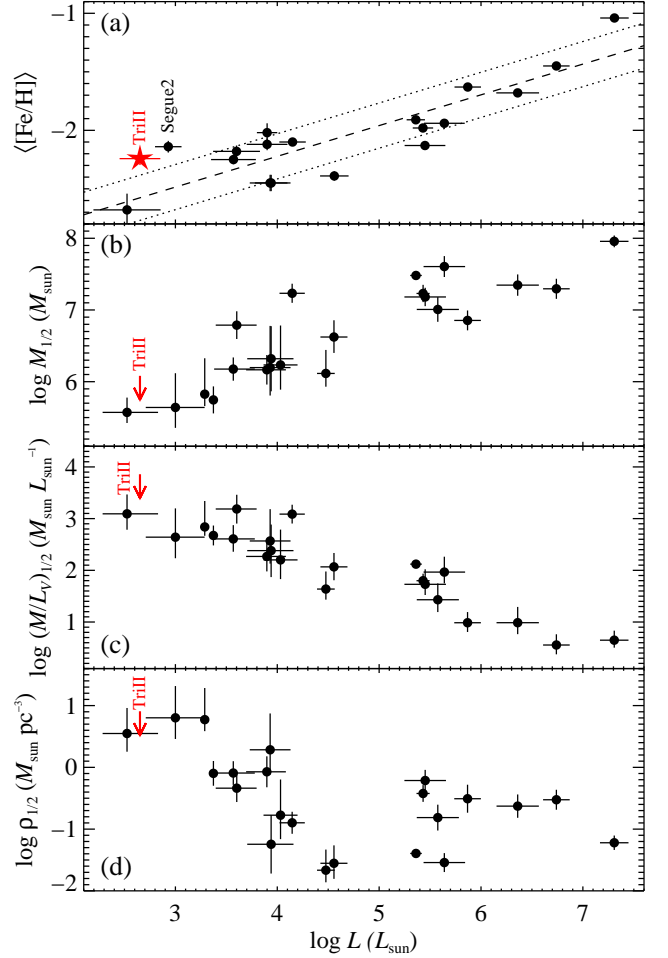 (a)
−1
−2
⟨[Fe/H]⟩
TriII
Segue2
(b)
8
7
6
log M1/2 (Msun)
TriII
(c)
4
3
2
1
log (M/LV)1/2 (Msun Lsun⁻¹)
TriII
(d)
1
0
−1
−2
log ρ1/2 (Msun pc⁻³)
TriII
3 4 5 6 7
log L (Lsun)